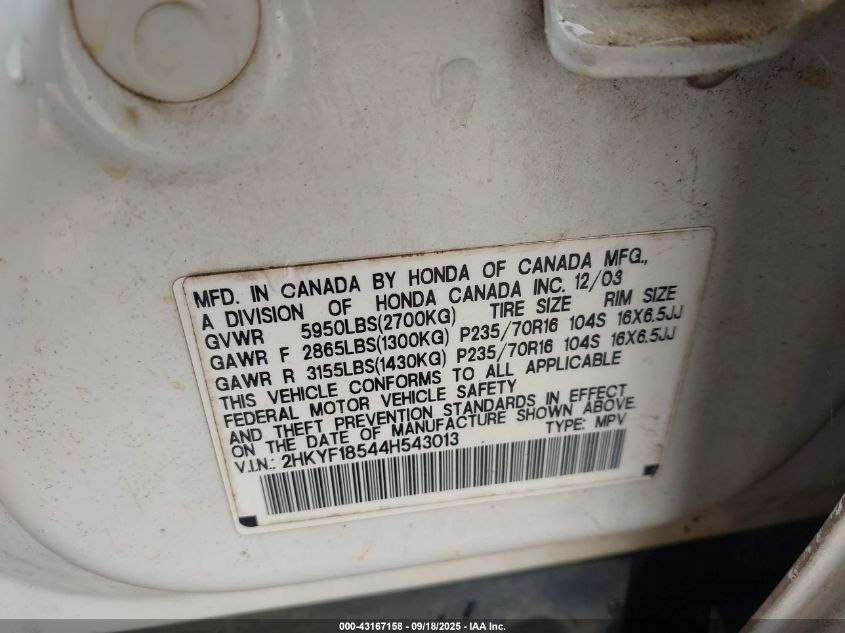 MFD. IN CANADA BY HONDA OF CANADA MFG.,
A DIVISION OF HONDA CANADA INC. 12/03
GVWR 5950LBS(2700KG) TIRE SIZE RIM SIZE
GAWR F 2865LBS(1300KG) P235/70R16 104S 16X6.5JJ
GAWR R 3155LBS(1430KG) P235/70R16 104S 16X6.5JJ
THIS VEHICLE CONFORMS TO ALL APPLICABLE
FEDERAL MOTOR VEHICLE SAFETY
AND THEFT PREVENTION STANDARDS IN EFFECT
ON THE DATE OF MANUFACTURE SHOWN ABOVE.
V.I.N.: 2HKYF18544H543013 TYPE: MPV
000-43167158 - 09/18/2025 - IAA Inc.